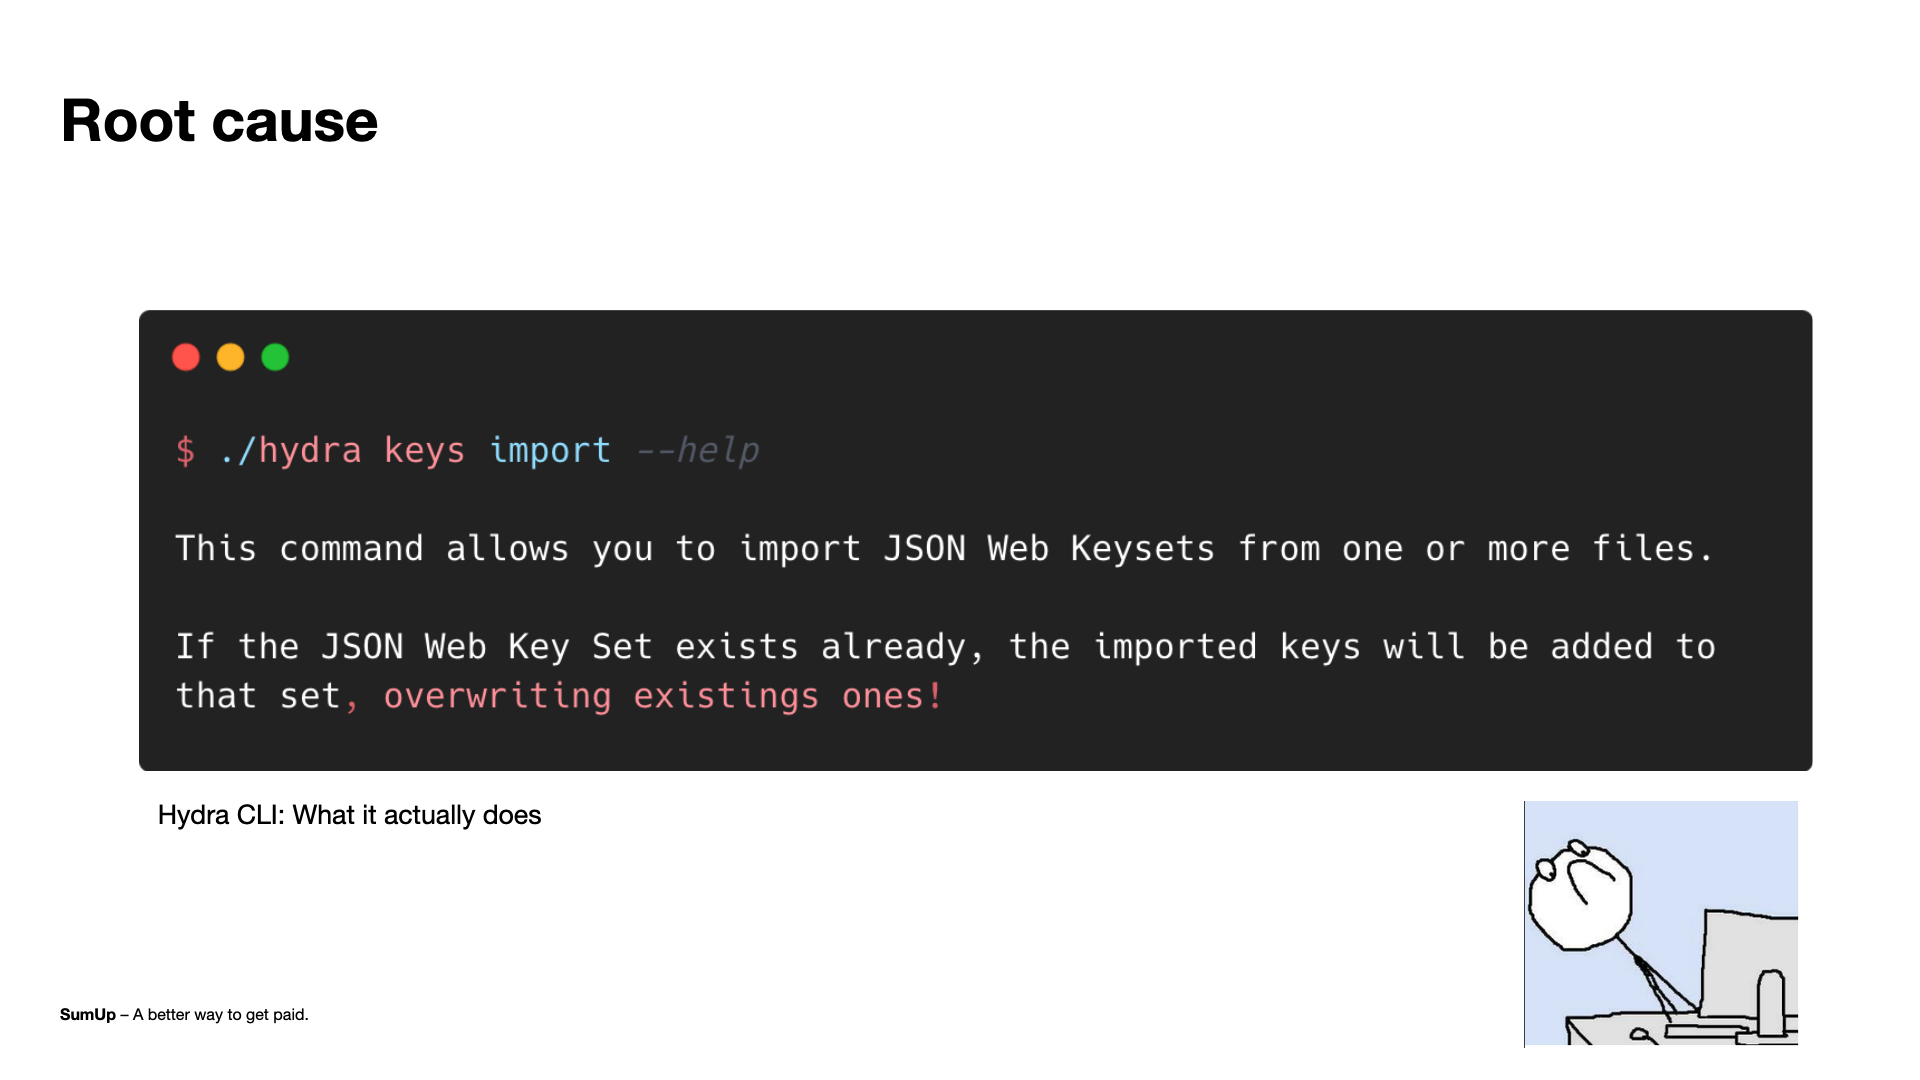 Root cause
$ ./hydra keys import --help
This command allows you to import JSON Web Keysets from one or more files.
If the JSON Web Key Set exists already, the imported keys will be added to
that set, overwriting existings ones!
Hydra CLI: What it actually does
SumUp – A better way to get paid.